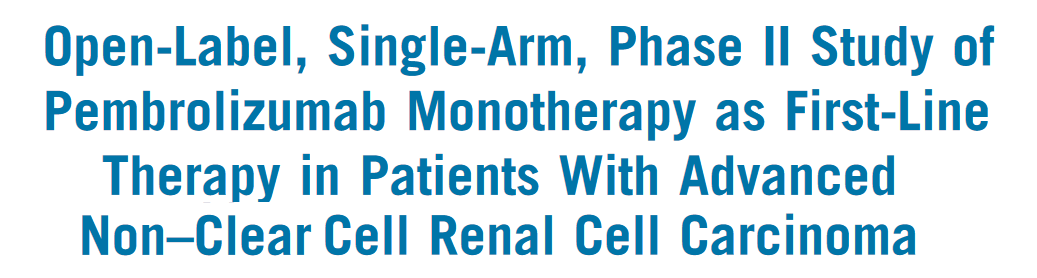 Open-Label, Single-Arm, Phase II Study of
Pembrolizumab Monotherapy as First-Line
Therapy in Patients With Advanced
Non–Clear Cell Renal Cell Carcinoma